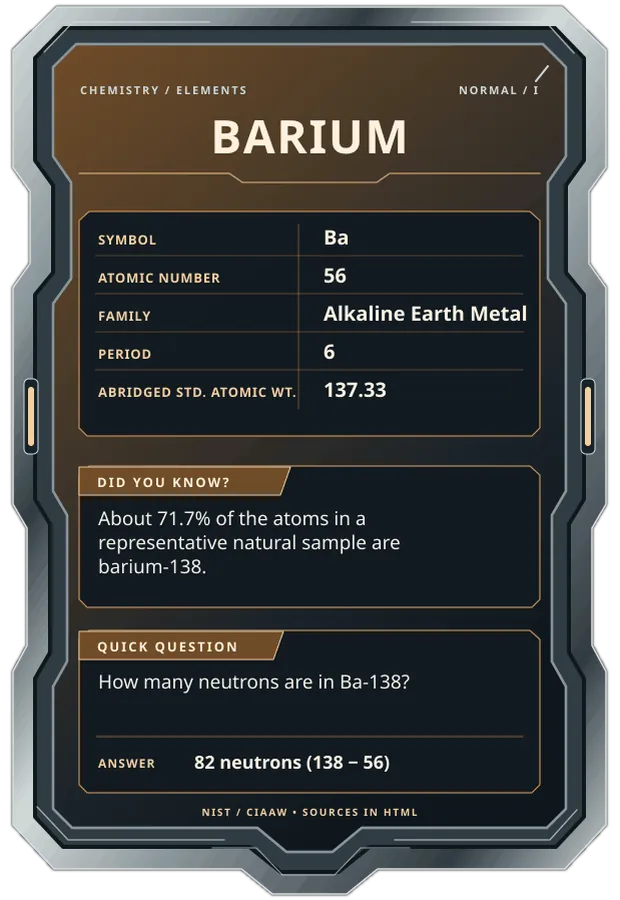 CHEMISTRY / ELEMENTS
NORMAL / I
BARIUM
SYMBOL Ba
ATOMIC NUMBER 56
FAMILY Alkaline Earth Metal
PERIOD 6
ABRIDGED STD. ATOMIC WT. 137.33
DID YOU KNOW?
About 71.7% of the atoms in a
representative natural sample are
barium-138.
QUICK QUESTION
How many neutrons are in Ba-138?
ANSWER 82 neutrons (138 − 56)
NIST / CIAAW • SOURCES IN HTML